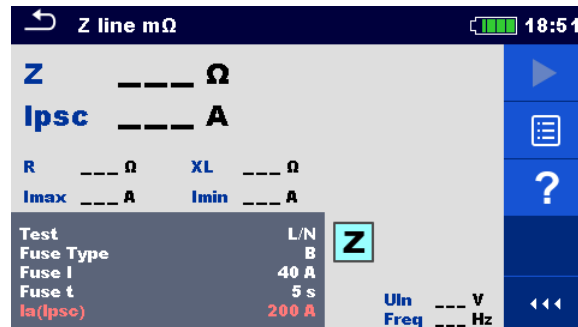 Z line mΩ 18:51
Z ___ Ω
Ipsc ___ A
R ___ Ω XL ___ Ω
Imax ___ A Imin ___ A
Test L/N
Fuse Type B
Fuse I 40 A
Fuse t 5 s
Ia(Ipsc) 200 A
Z
Uln ___ V
Freq ___ Hz
?